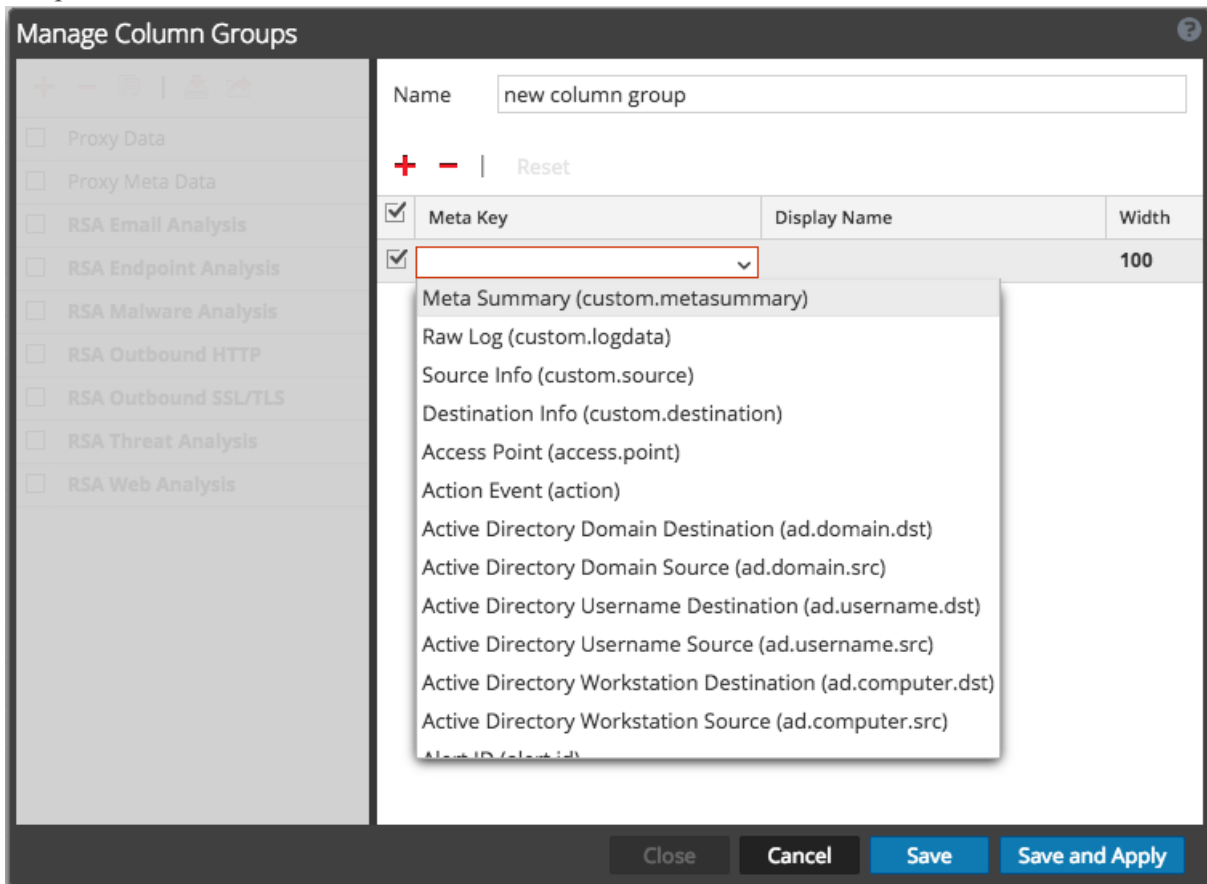 Manage Column Groups
Name new column group
Reset
Proxy Data
Proxy Meta Data
RSA Email Analysis
RSA Endpoint Analysis
RSA Malware Analysis
RSA Outbound HTTP
RSA Outbound SSL/TLS
RSA Threat Analysis
RSA Web Analysis
Meta Key Display Name Width
100
Meta Summary (custom.metasummary)
Raw Log (custom.logdata)
Source Info (custom.source)
Destination Info (custom.destination)
Access Point (access.point)
Action Event (action)
Active Directory Domain Destination (ad.domain.dst)
Active Directory Domain Source (ad.domain.src)
Active Directory Username Destination (ad.username.dst)
Active Directory Username Source (ad.username.src)
Active Directory Workstation Destination (ad.computer.dst)
Active Directory Workstation Source (ad.computer.src)
Alert ID (alert.id)
Close Cancel Save Save and Apply